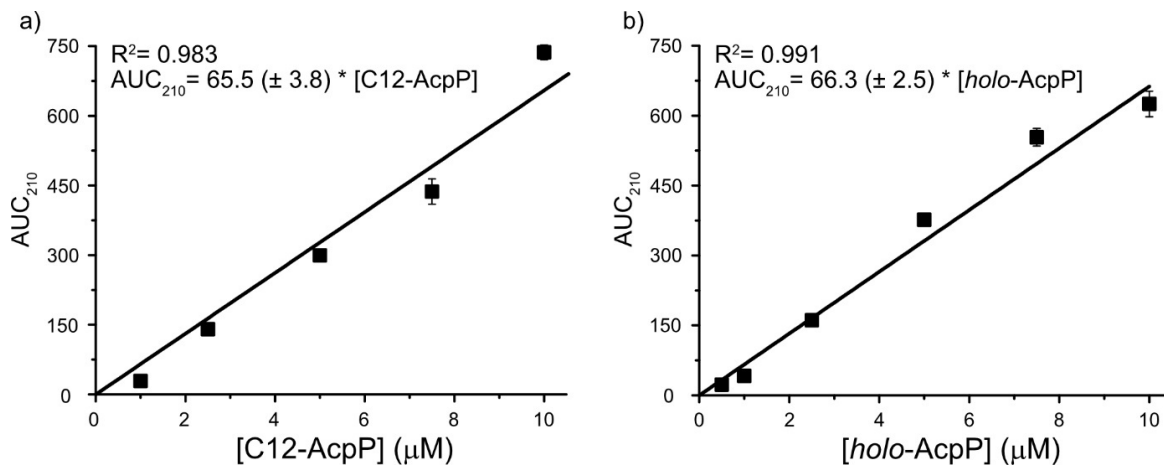 a)
R²= 0.983
AUC₂₁₀= 65.5 (± 3.8) * [C12-AcpP]
750
600
450
300
150
0
AUC₂₁₀
0 2 4 6 8 10
[C12-AcpP] (μM)
b)
R²= 0.991
AUC₂₁₀= 66.3 (± 2.5) * [holo-AcpP]
750
600
450
300
150
0
AUC₂₁₀
0 2 4 6 8 10
[holo-AcpP] (μM)